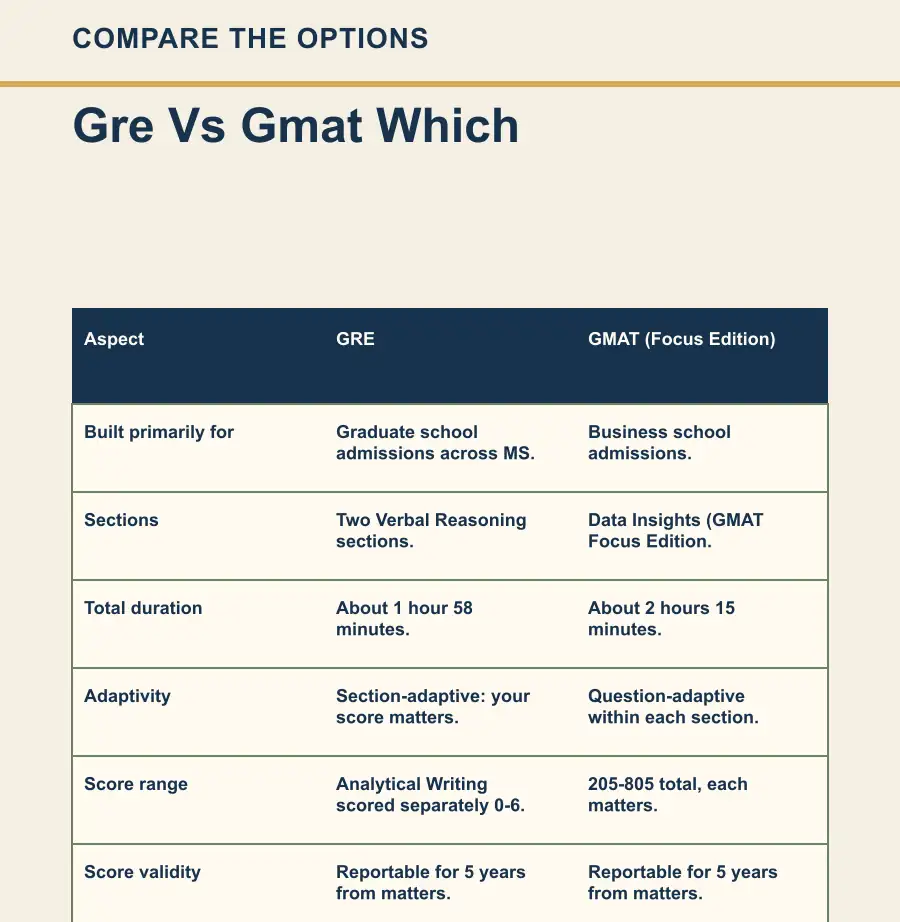 COMPARE THE OPTIONS
Gre Vs Gmat Which
Aspect
GRE
GMAT (Focus Edition)
Built primarily for
Graduate school
admissions across MS.
Business school
admissions.
Sections
Two Verbal Reasoning
sections.
Data Insights (GMAT
Focus Edition.
Total duration
About 1 hour 58
minutes.
About 2 hours 15
minutes.
Adaptivity
Section-adaptive: your
score matters.
Question-adaptive
within each section.
Score range
Analytical Writing
scored separately 0-6.
205-805 total, each
matters.
Score validity
Reportable for 5 years
from matters.
Reportable for 5 years
from matters.